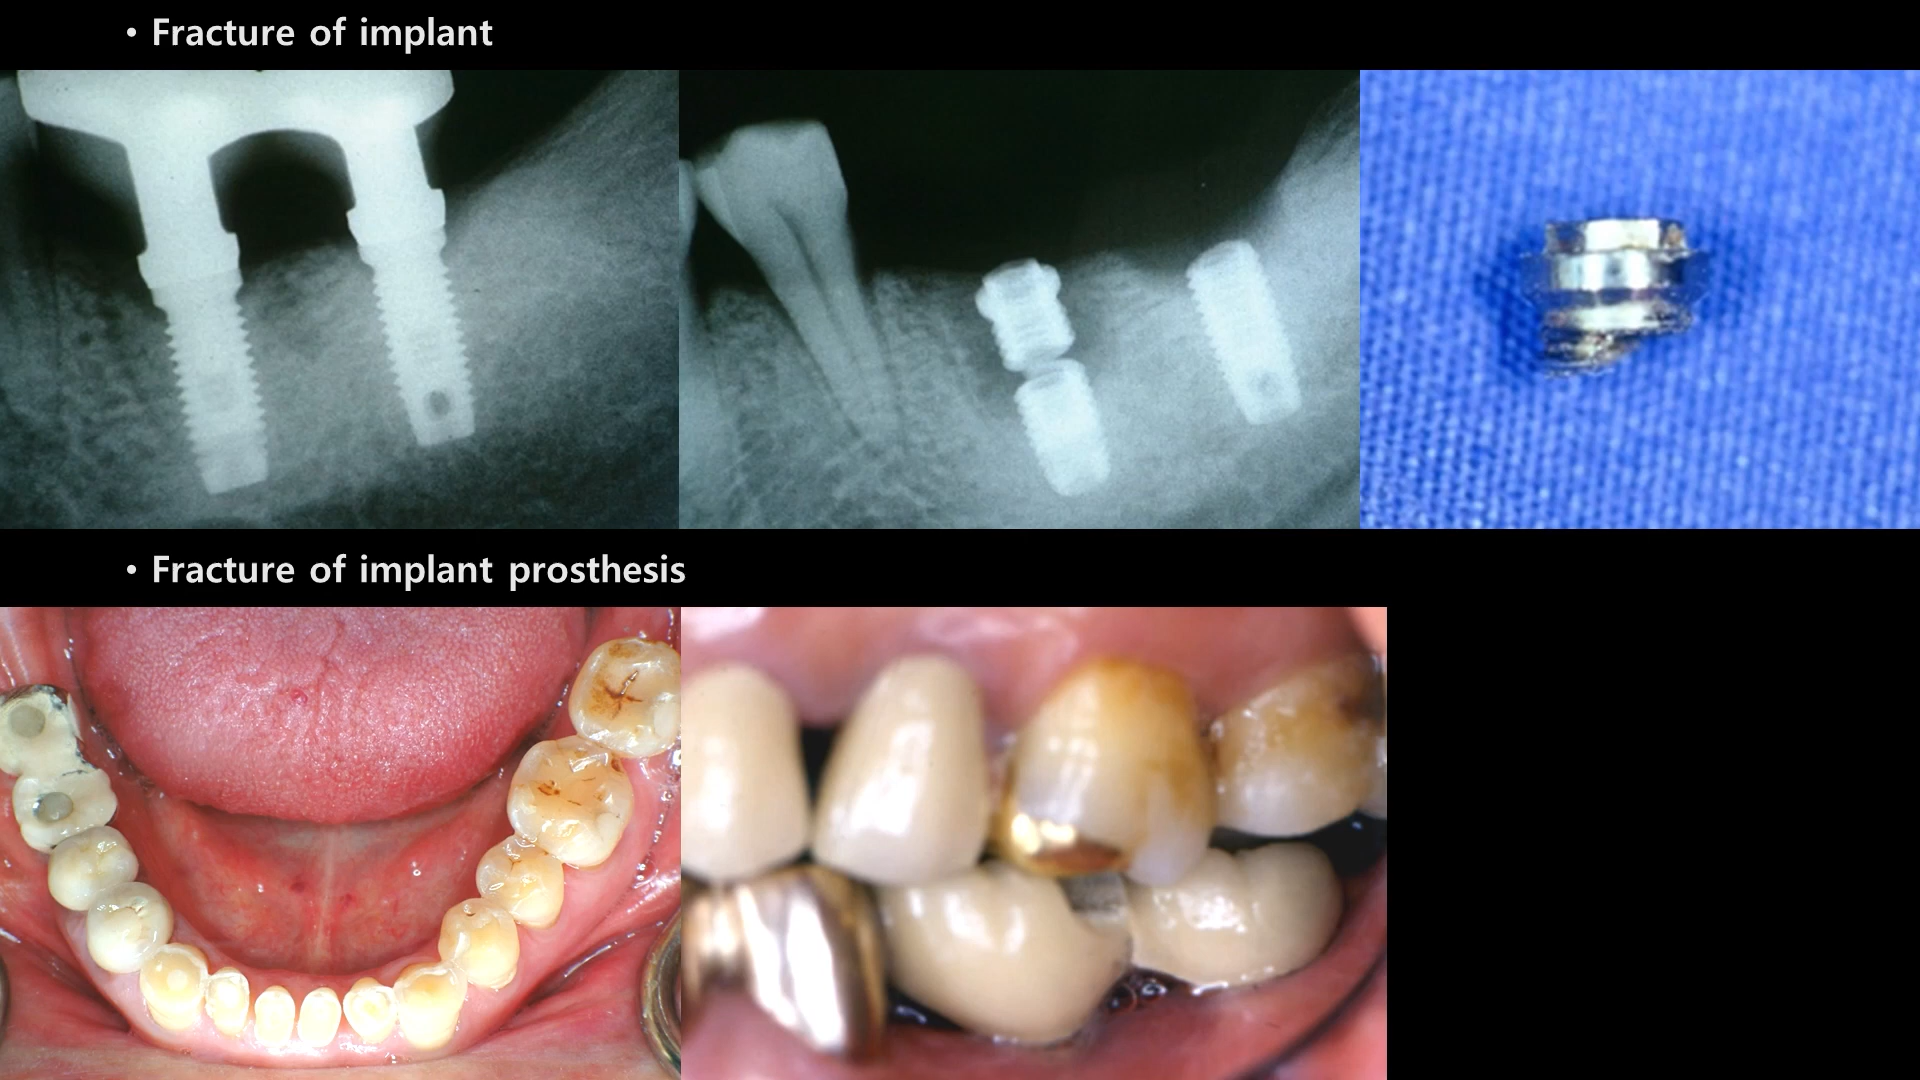 • Fracture of implant
• Fracture of implant prosthesis